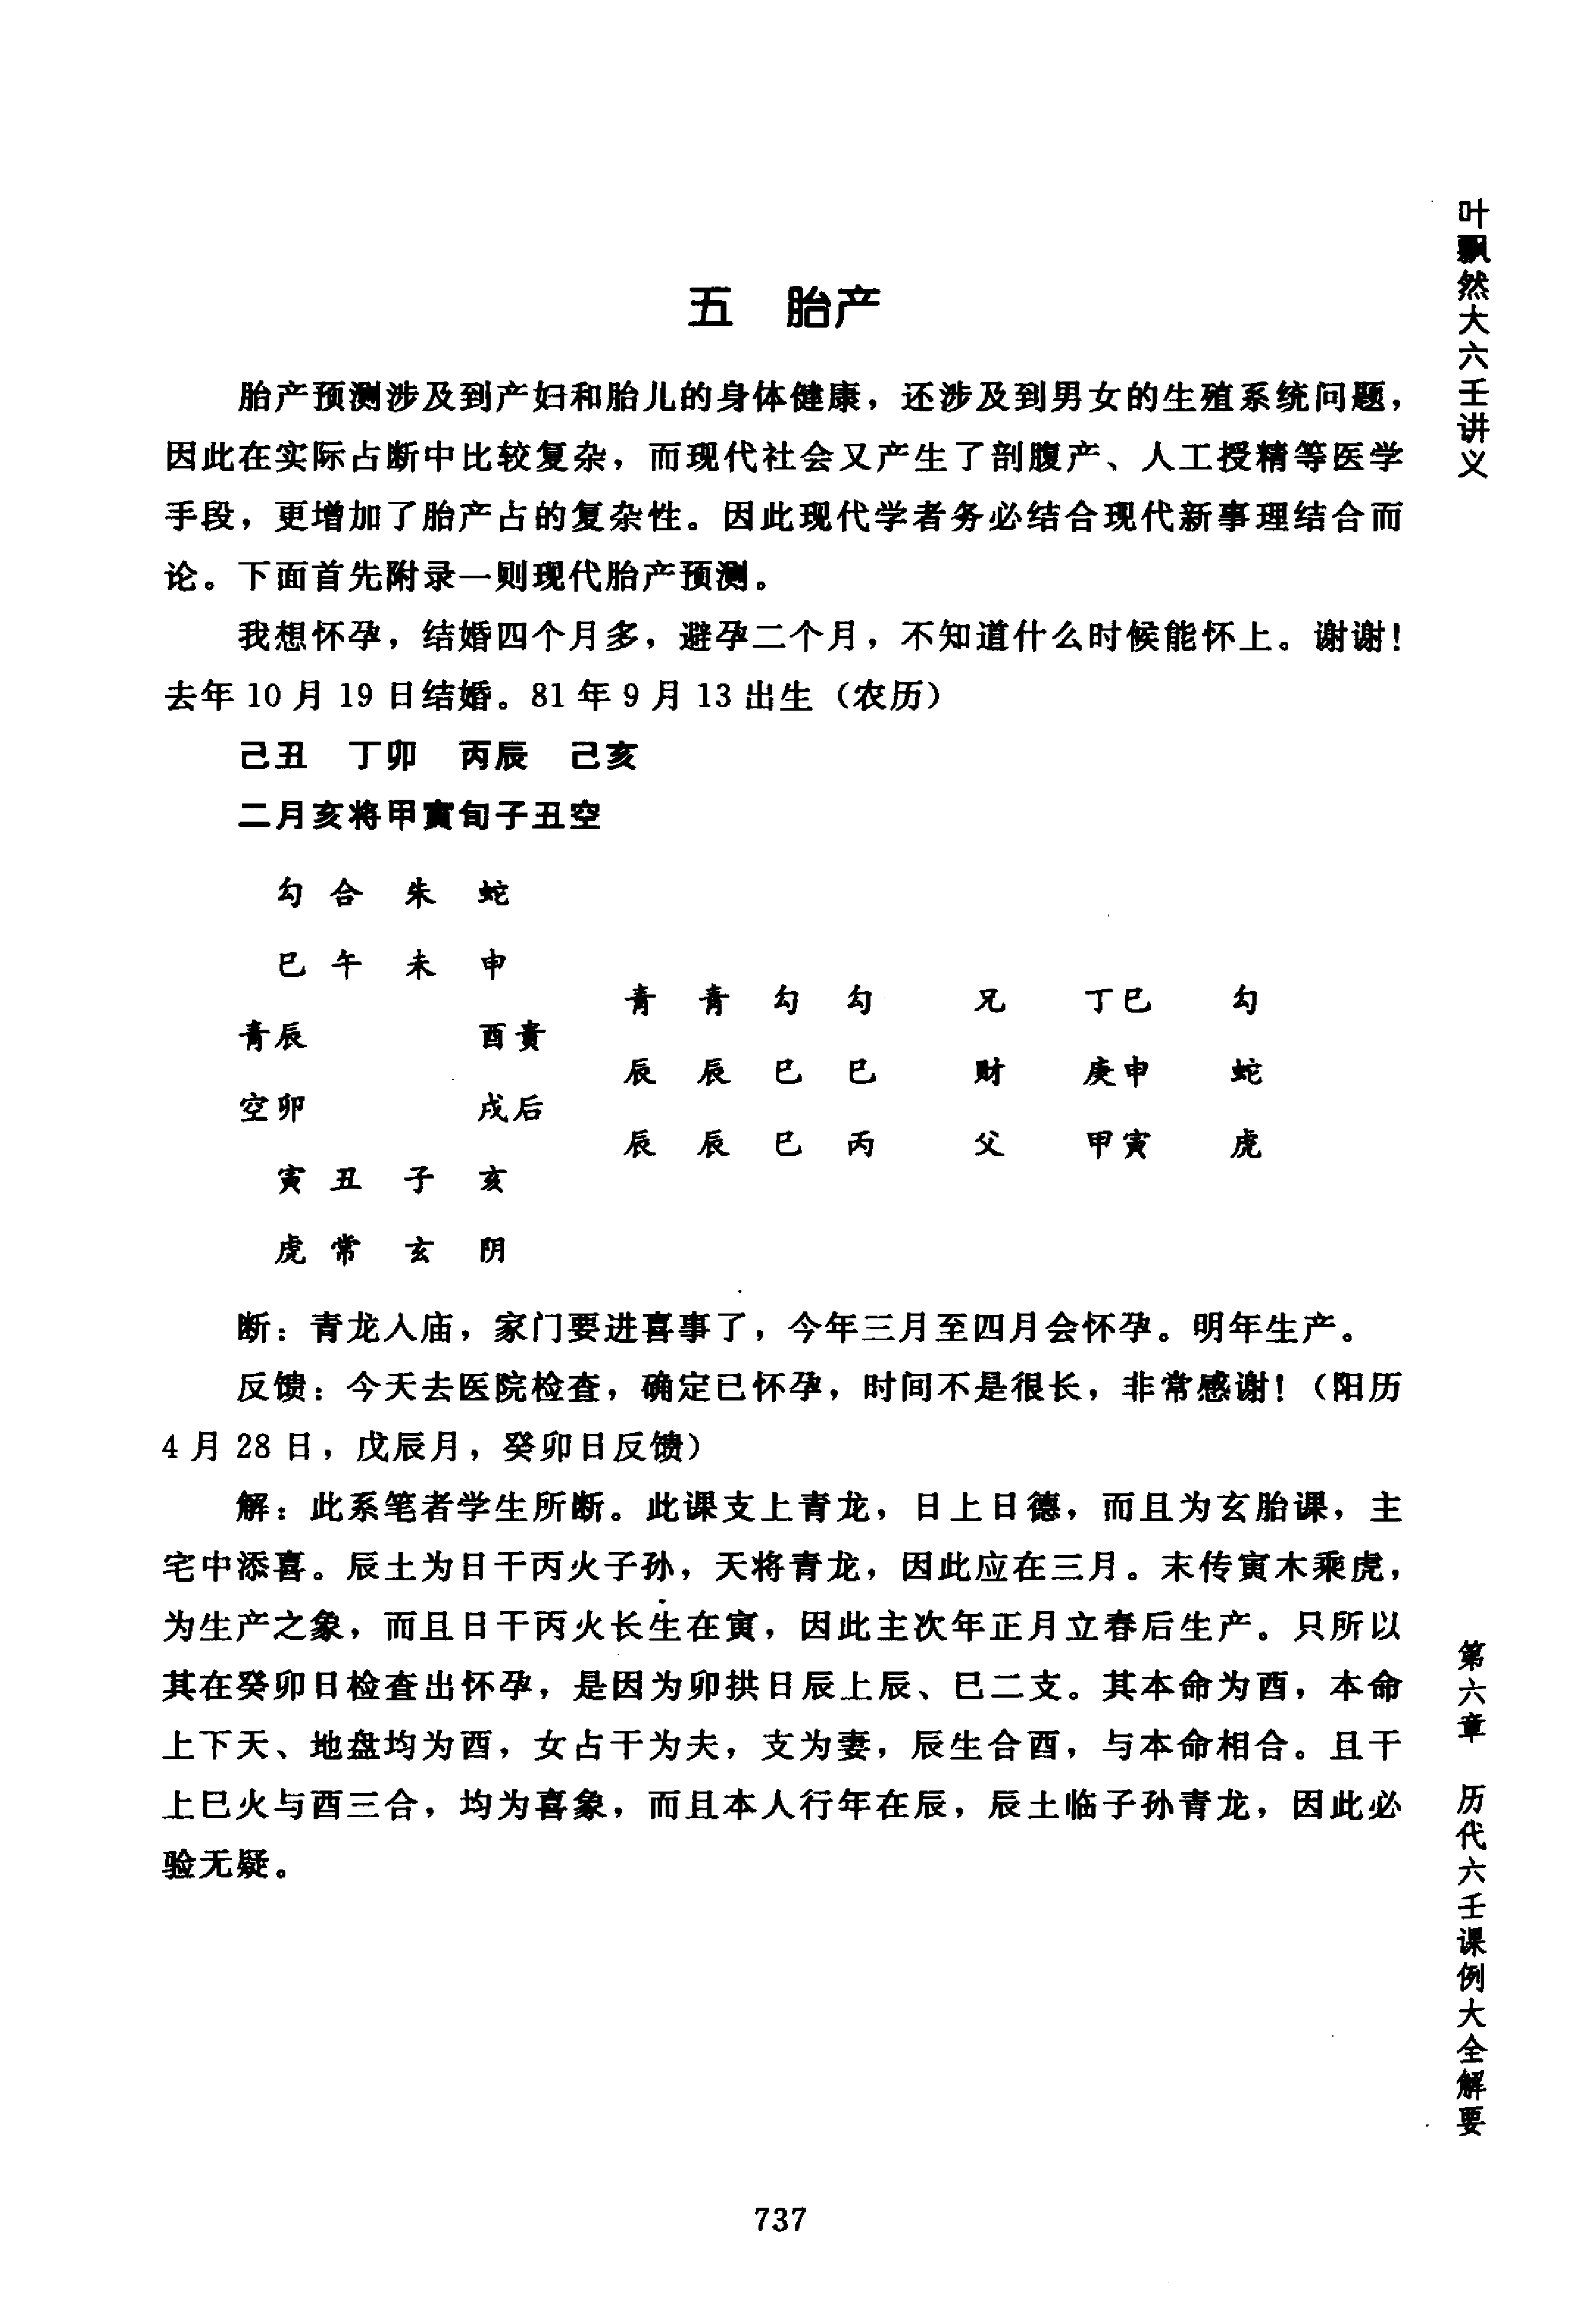 五 胎产
胎产预测涉及到产妇和胎儿的身体健康，还涉及到男女的生殖系统问题，
因此在实际占断中比较复杂，而现代社会又产生了剖腹产、人工授精等医学
手段，更增加了胎产占的复杂性。因此现代学者务必结合现代新事理结合而
论。下面首先附录一则现代胎产预测。
我想怀孕，结婚四个月多，避孕二个月，不知道什么时候能怀上。谢谢！
去年 10 月 19 日结婚。81 年 9 月 13 出生（农历）
己丑 丁卯 丙辰 己亥
二月亥将甲寅旬子丑空
勾 合 朱 蛇
巳 午 未 申
青辰 酉贵
空卯 戌后
寅 丑 子 亥
虎 常 玄 阴
青 青 勾 勾 兄 丁巳 勾
辰 辰 巳 巳 财 庚申 蛇
辰 辰 巳 丙 父 甲寅 虎
断：青龙入庙，家门要进喜事了，今年三月至四月会怀孕。明年生产。
反馈：今天去医院检查，确定已怀孕，时间不是很长，非常感谢！（阳历
4 月 28 日，戊辰月，癸卯日反馈）
解：此系笔者学生所断。此课支上青龙，日上日德，而且为玄胎课，主
宅中添喜。辰土为日干丙火子孙，天将青龙，因此应在三月。末传寅木乘虎，
为生产之象，而且日干丙火长生在寅，因此主次年正月立春后生产。只所以
其在癸卯日检查出怀孕，是因为卯拱日辰上辰、巳二支。其本命为酉，本命
上下天、地盘均为酉，女占干为夫，支为妻，辰生合酉，与本命相合。且干
上巳火与酉三合，均为喜象，而且本人行年在辰，辰土临子孙青龙，因此必
验无疑。
叶飘然大六壬讲义
第六章 历代六壬课例大全解要
737